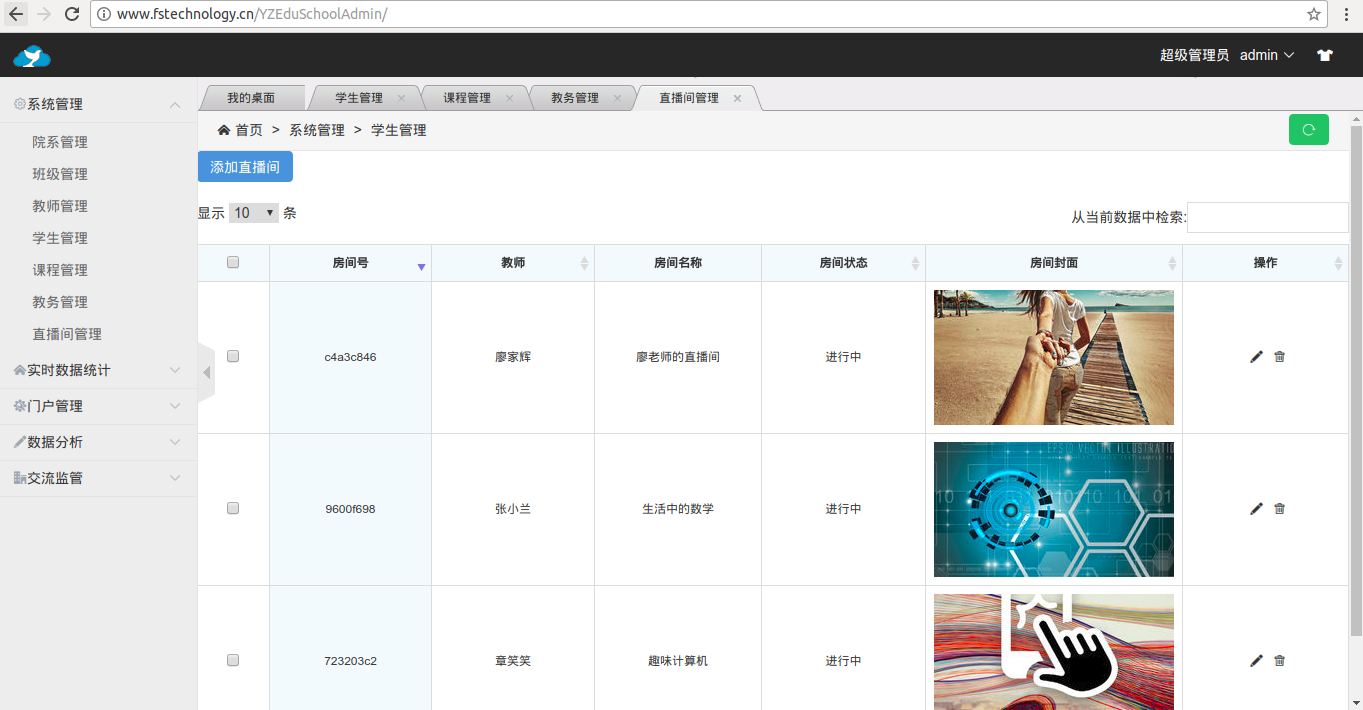 www.fstechnology.cn/YZEduSchoolAdmin/
超级管理员 admin
系统管理
院系管理
班级管理
教师管理
学生管理
课程管理
教务管理
直播间管理
实时数据统计
门户管理
数据分析
交流监管
我的桌面 学生管理 课程管理 教务管理 直播间管理
首页 > 系统管理 > 学生管理
添加直播间
显示 10 条
从当前数据中检索:
房间号 教师 房间名称 房间状态 房间封面 操作
c4a3c846 廖家辉 廖老师的直播间 进行中
9600f698 张小兰 生活中的数学 进行中
723203c2 章笑笑 趣味计算机 进行中